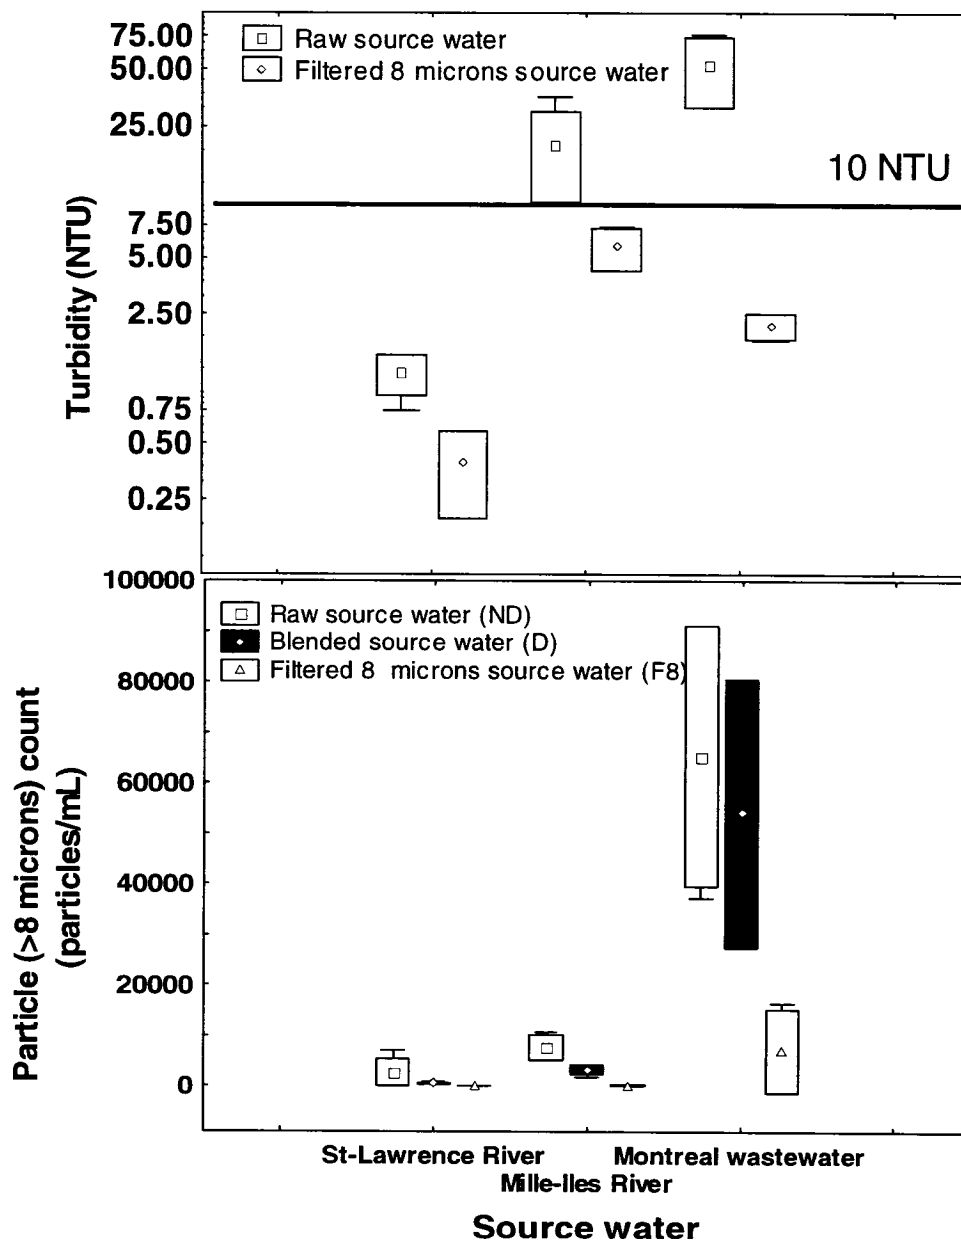 75.00
50.00
25.00
7.50
5.00
2.50
0.75
0.50
0.25
Turbidity (NTU)
Raw source water
Filtered 8 microns source water
10 NTU
100000
80000
60000
40000
20000
0
Particle (>8 microns) count
(particles/mL)
Raw source water (ND)
Blended source water (D)
Filtered 8 microns source water (F8)
St-Lawrence River
Montreal wastewater
Mille-Iles River
Source water